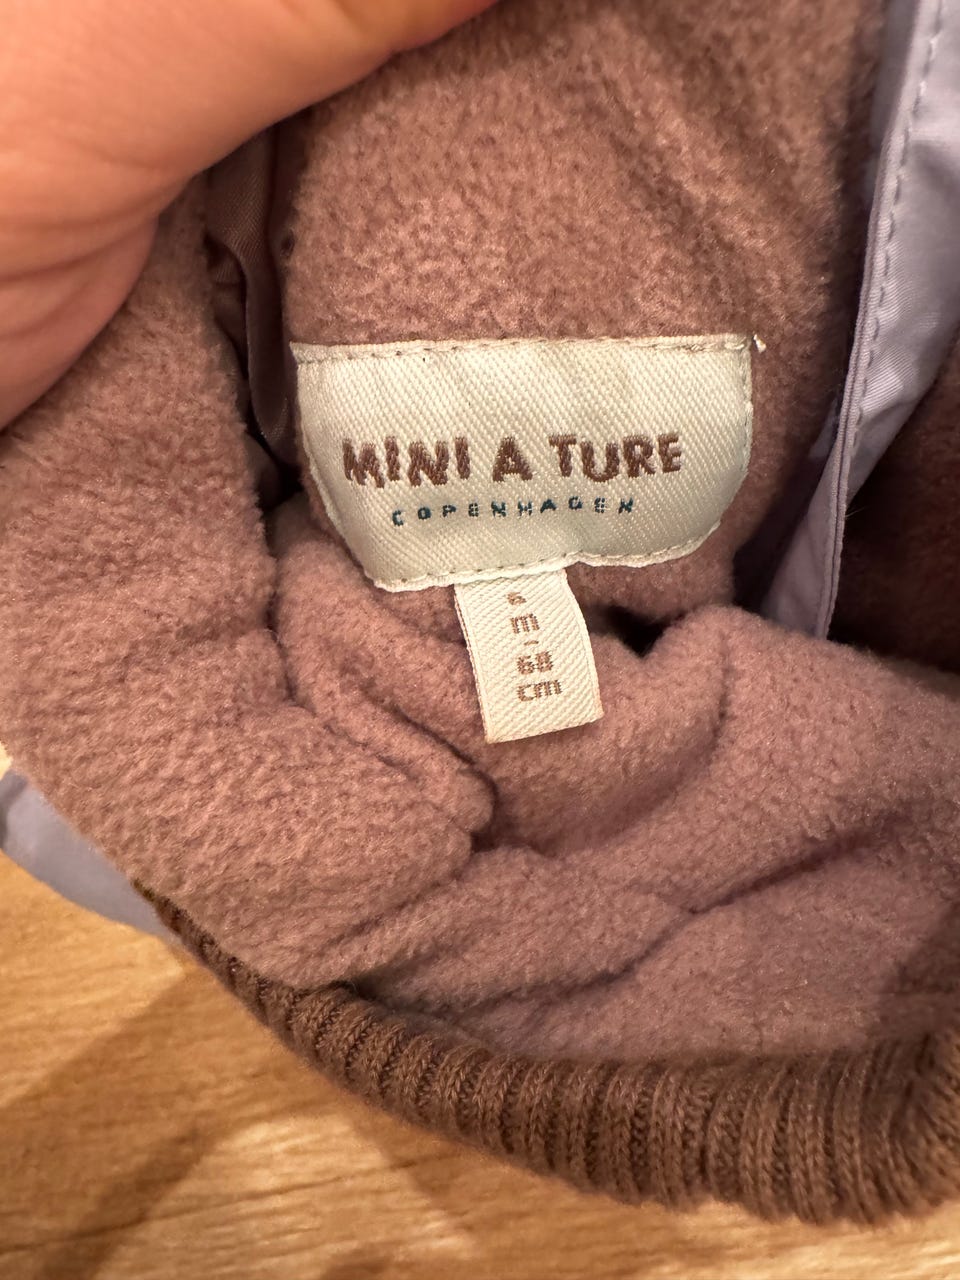 MINI A TURE
COPENHAGEN
6
m-
68
cm